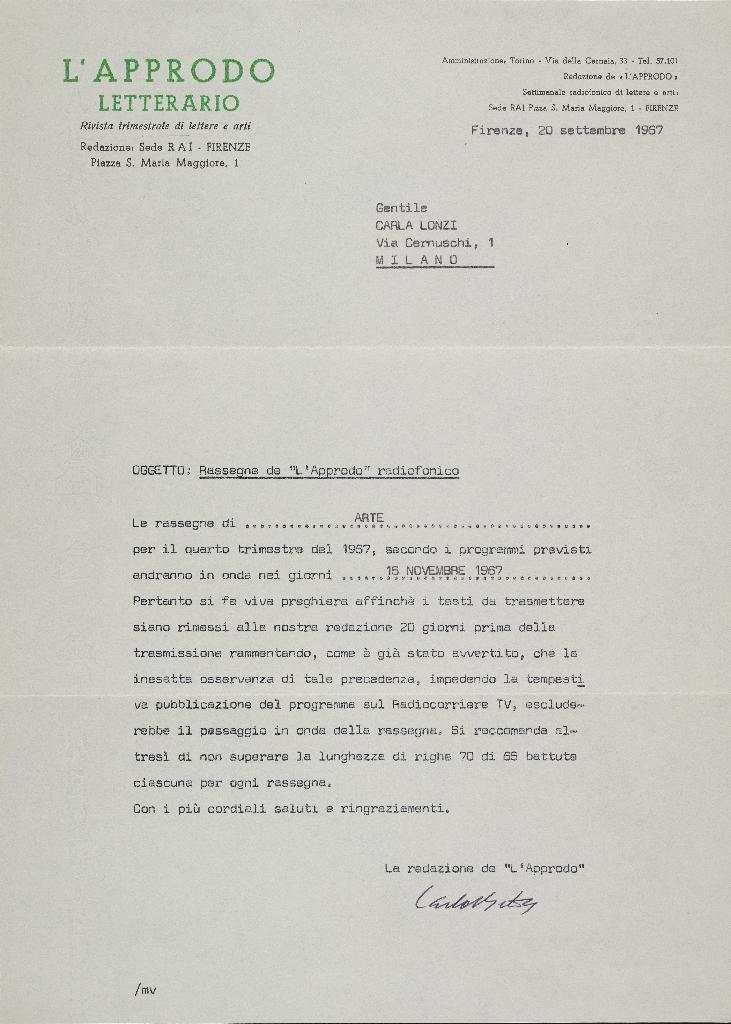 L'APPRODO
LETTERARIO
Rivista trimestrale di lettere e arti
Redazione: Sede RAI - FIRENZE
Piazza S. Maria Maggiore, 1
Amministrazione: Torino - Via della Cernaia, 33 - Tel. 57.101
Redazione de «L'APPRODO»
Settimanale radiofonico di lettere e arti:
Sede RAI P.zza S. Maria Maggiore, 1 - FIRENZE
Firenze, 20 settembre 1967
Gentile
CARLA LONZI
Via Cernuschi, 1
M I L A N O
OGGETTO: Rassegne de "L'Approdo" radiofonico
Le rassegne di ......ARTE......
per il quarto trimestre del 1967, secondo i programmi previsti
andranno in onda nei giorni ......15 NOVEMBRE 1967......
Pertanto si fa viva preghiera affinchè i testi da trasmettere
siano rimessi alla nostra redazione 20 giorni prima della
trasmissione rammentando, come è già stato avvertito, che la
inesatta osservanza di tale precedenza, impedendo la tempesti
va pubblicazione del programma sul Radiocorriere TV, esclude-
rebbe il passaggio in onda della rassegna. Si raccomanda al-
tresì di non superare la lunghezza di righe 70 di 65 battute
ciascuna per ogni rassegna.
Con i più cordiali saluti e ringraziamenti.
La redazione de "L'Approdo"
/mv